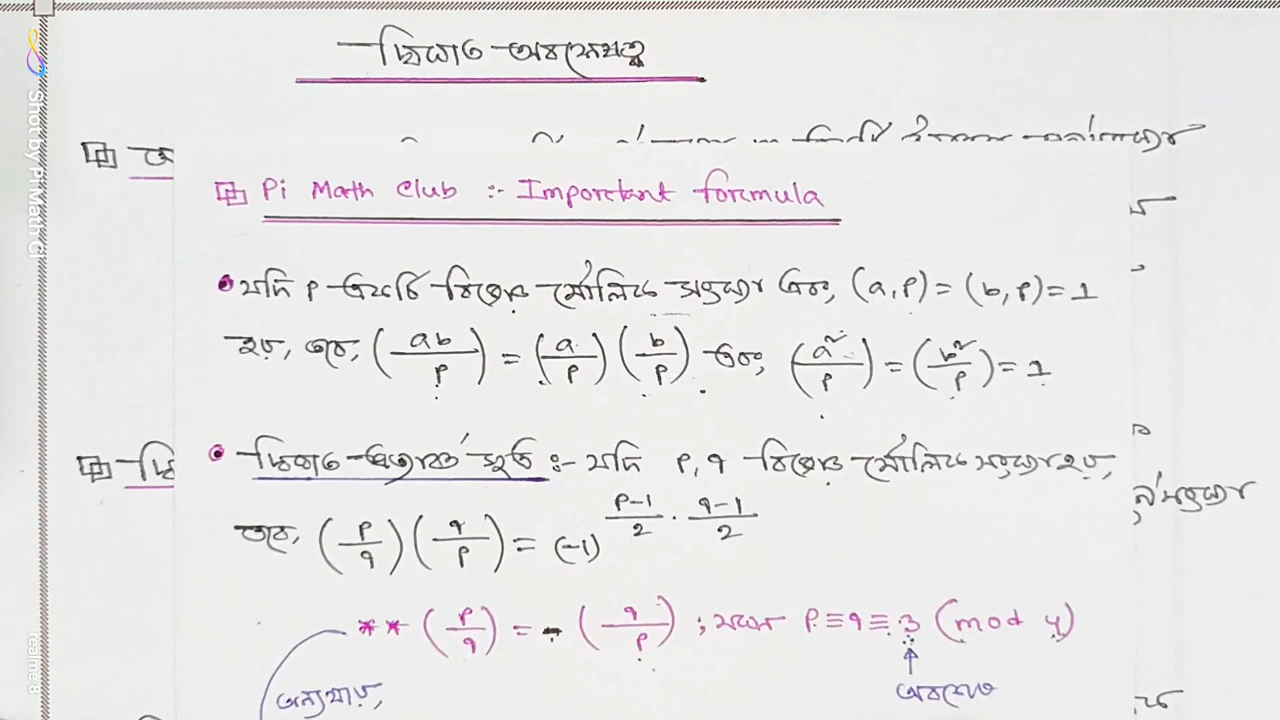 দ্বিঘাত অবশেষতত্ত্ব
Pi Math Club :- Important formula
• যদি p একটি বিজোড় মৌলিক সংখ্যা এবং, (a, p) = (b, p) = 1
হয়, তবে, (ab/p) = (a/p) (b/p) এবং, (a²/p) = (b²/p) = 1
• দ্বিঘাত সূত্র :- যদি p, q বিজোড় মৌলিক সংখ্যা হয়,
তবে, (p/q) (q/p) = (-1)^((p-1)/2 · (q-1)/2)
** (p/q) = - (q/p) ; যখন p ≡ q ≡ 3 (mod 4)
অন্যথায়,
অবশেষ
Shot by Pi Math Cl
realme 8